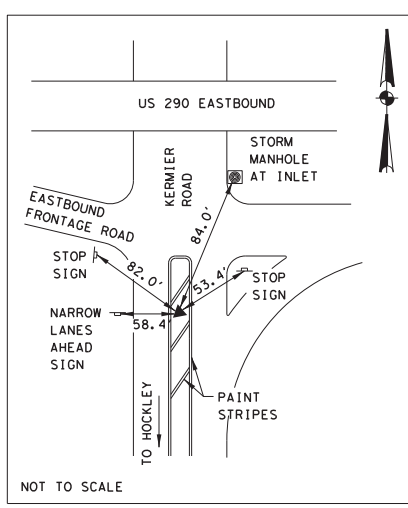 US 290 EASTBOUND
STORM
MANHOLE
AT INLET
KERMIER
ROAD
EASTBOUND
FRONTAGE ROAD
84.0'
STOP
SIGN
82.0'
53.4'
STOP
SIGN
NARROW
LANES
AHEAD
SIGN
58.4'
PAINT
STRIPES
TO HOCKLEY
NOT TO SCALE